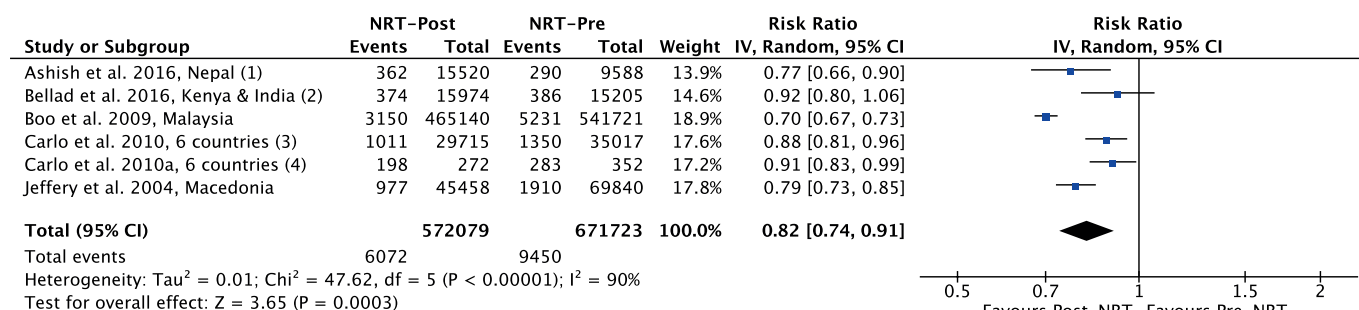 NRT-Post NRT-Pre Risk Ratio Risk Ratio
Study or Subgroup Events Total Events Total Weight IV, Random, 95% CI IV, Random, 95% CI
Ashish et al. 2016, Nepal (1) 362 15520 290 9588 13.9% 0.77 [0.66, 0.90]
Bellad et al. 2016, Kenya & India (2) 374 15974 386 15205 14.6% 0.92 [0.80, 1.06]
Boo et al. 2009, Malaysia 3150 465140 5231 541721 18.9% 0.70 [0.67, 0.73]
Carlo et al. 2010, 6 countries (3) 1011 29715 1350 35017 17.6% 0.88 [0.81, 0.96]
Carlo et al. 2010a, 6 countries (4) 198 272 283 352 17.2% 0.91 [0.83, 0.99]
Jeffery et al. 2004, Macedonia 977 45458 1910 69840 17.8% 0.79 [0.73, 0.85]
Total (95% CI) 572079 671723 100.0% 0.82 [0.74, 0.91]
Total events 6072 9450
Heterogeneity: Tau² = 0.01; Chi² = 47.62, df = 5 (P < 0.00001); I² = 90%
Test for overall effect: Z = 3.65 (P = 0.0003)
0.5 0.7 1 1.5 2
Favours Post-NRT Favours Pre-NRT